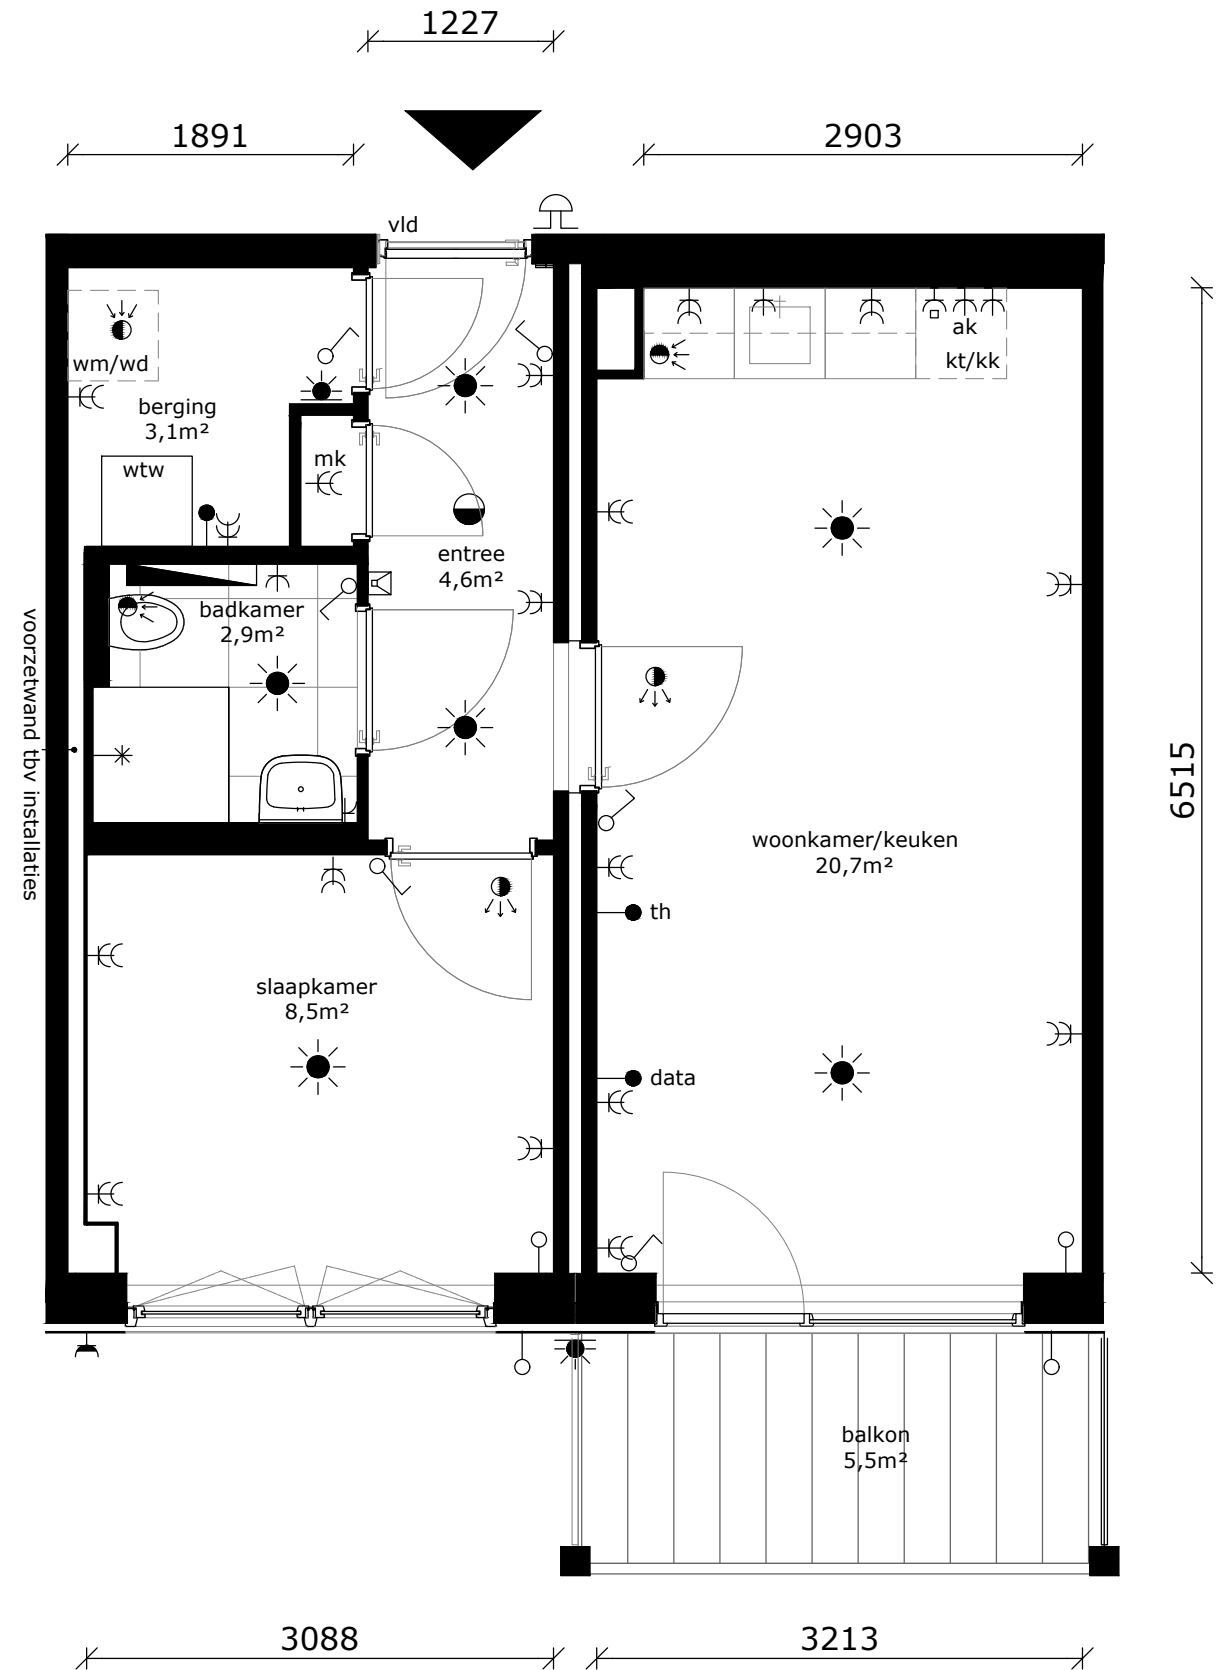 1227
1891
2903
vld
wm/wd
berging
3,1m²
wtw
mk
ak
kt/kk
entree
4,6m²
badkamer
2,9m²
voorzetwand tbv installaties
woonkamer/keuken
20,7m²
6515
th
slaapkamer
8,5m²
data
balkon
5,5m²
3088
3213